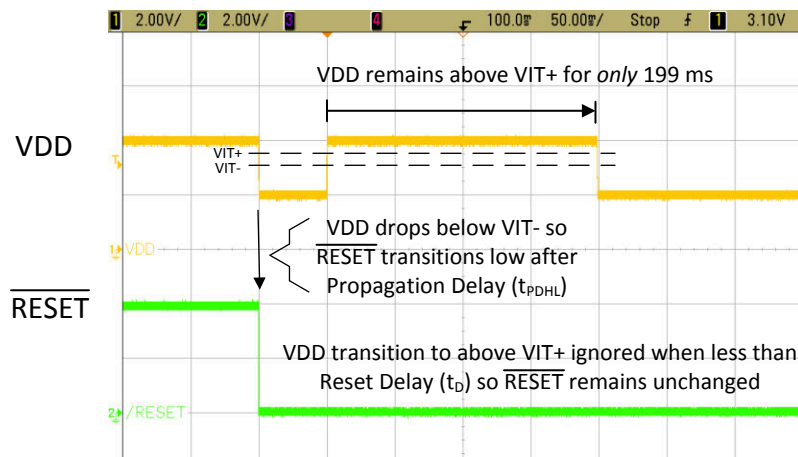 1 2.00V/ 2 2.00V/ 3 4 100.0ms 50.00ms/ Stop 1 3.10V
VDD remains above VIT+ for only 199 ms
VDD
VIT+
VIT-
T
VDD drops below VIT- so
RESET transitions low after
Propagation Delay (tPDHL)
1 VDD
RESET
VDD transition to above VIT+ ignored when less than
Reset Delay (tD) so RESET remains unchanged
2 /RESET